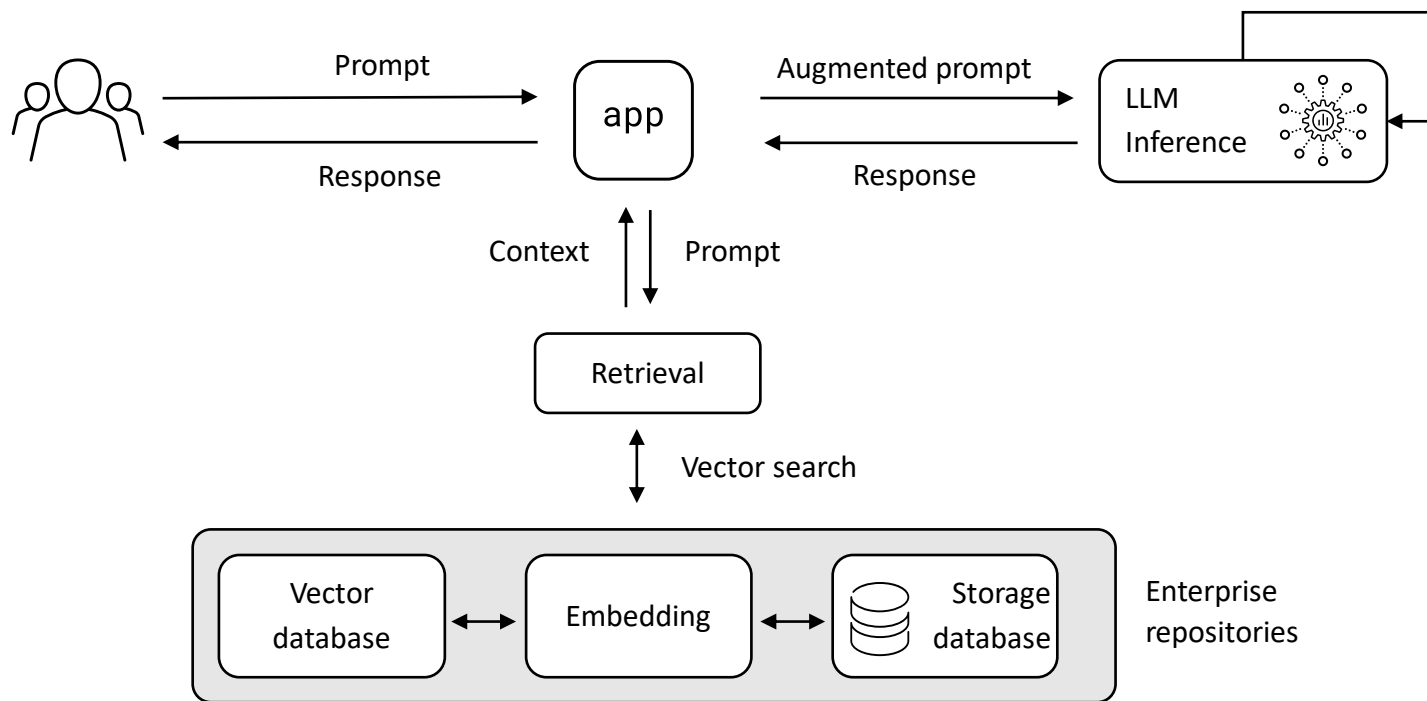 Prompt
Response
app
Augmented prompt
Response
LLM
Inference
Context
Prompt
Retrieval
Vector search
Vector
database
Embedding
Storage
database
Enterprise
repositories